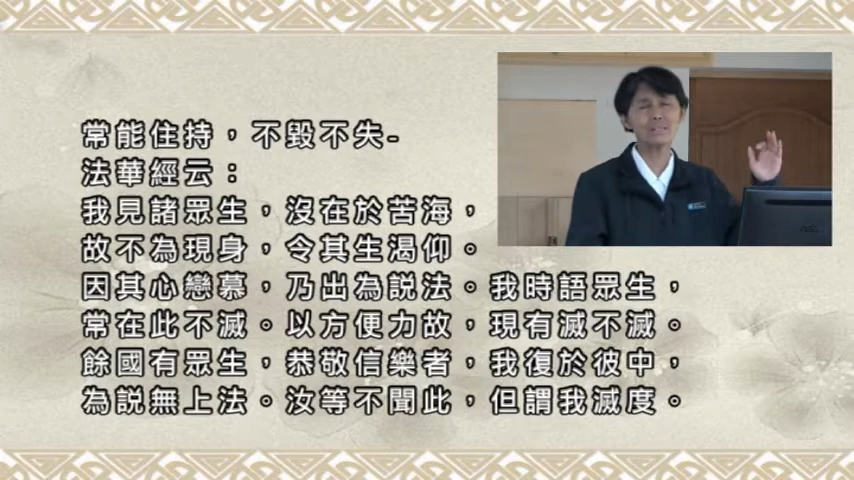 常能住持，不毀不失-
法華經云：
我見諸眾生，沒在於苦海，
故不為現身，令其生渴仰。
因其心戀慕，乃出為說法。我時語眾生，
常在此不滅。以方便力故，現有滅不滅。
餘國有眾生，恭敬信樂者，我復於彼中，
為說無上法。汝等不聞此，但謂我滅度。